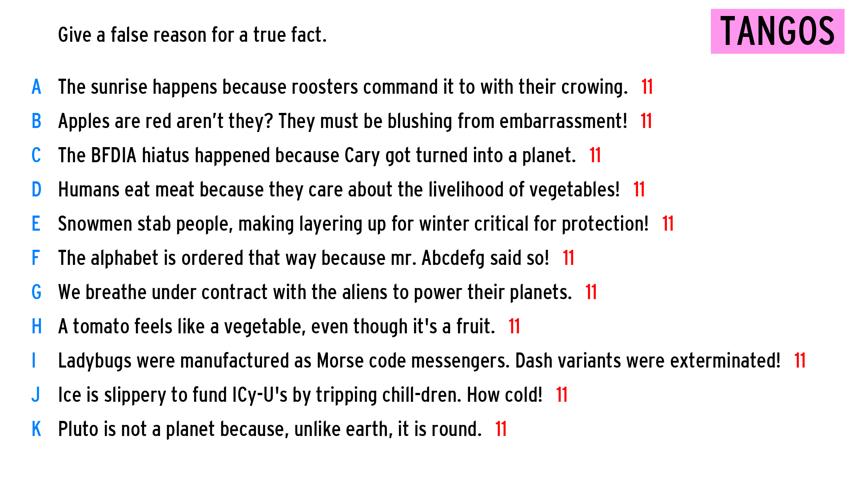 Give a false reason for a true fact.
TANGOS
A The sunrise happens because roosters command it to with their crowing. 11
B Apples are red aren't they? They must be blushing from embarrassment! 11
C The BFDIA hiatus happened because Cary got turned into a planet. 11
D Humans eat meat because they care about the livelihood of vegetables! 11
E Snowmen stab people, making layering up for winter critical for protection! 11
F The alphabet is ordered that way because mr. Abcdefg said so! 11
G We breathe under contract with the aliens to power their planets. 11
H A tomato feels like a vegetable, even though it's a fruit. 11
I Ladybugs were manufactured as Morse code messengers. Dash variants were exterminated! 11
J Ice is slippery to fund ICy-U's by tripping chill-dren. How cold! 11
K Pluto is not a planet because, unlike earth, it is round. 11